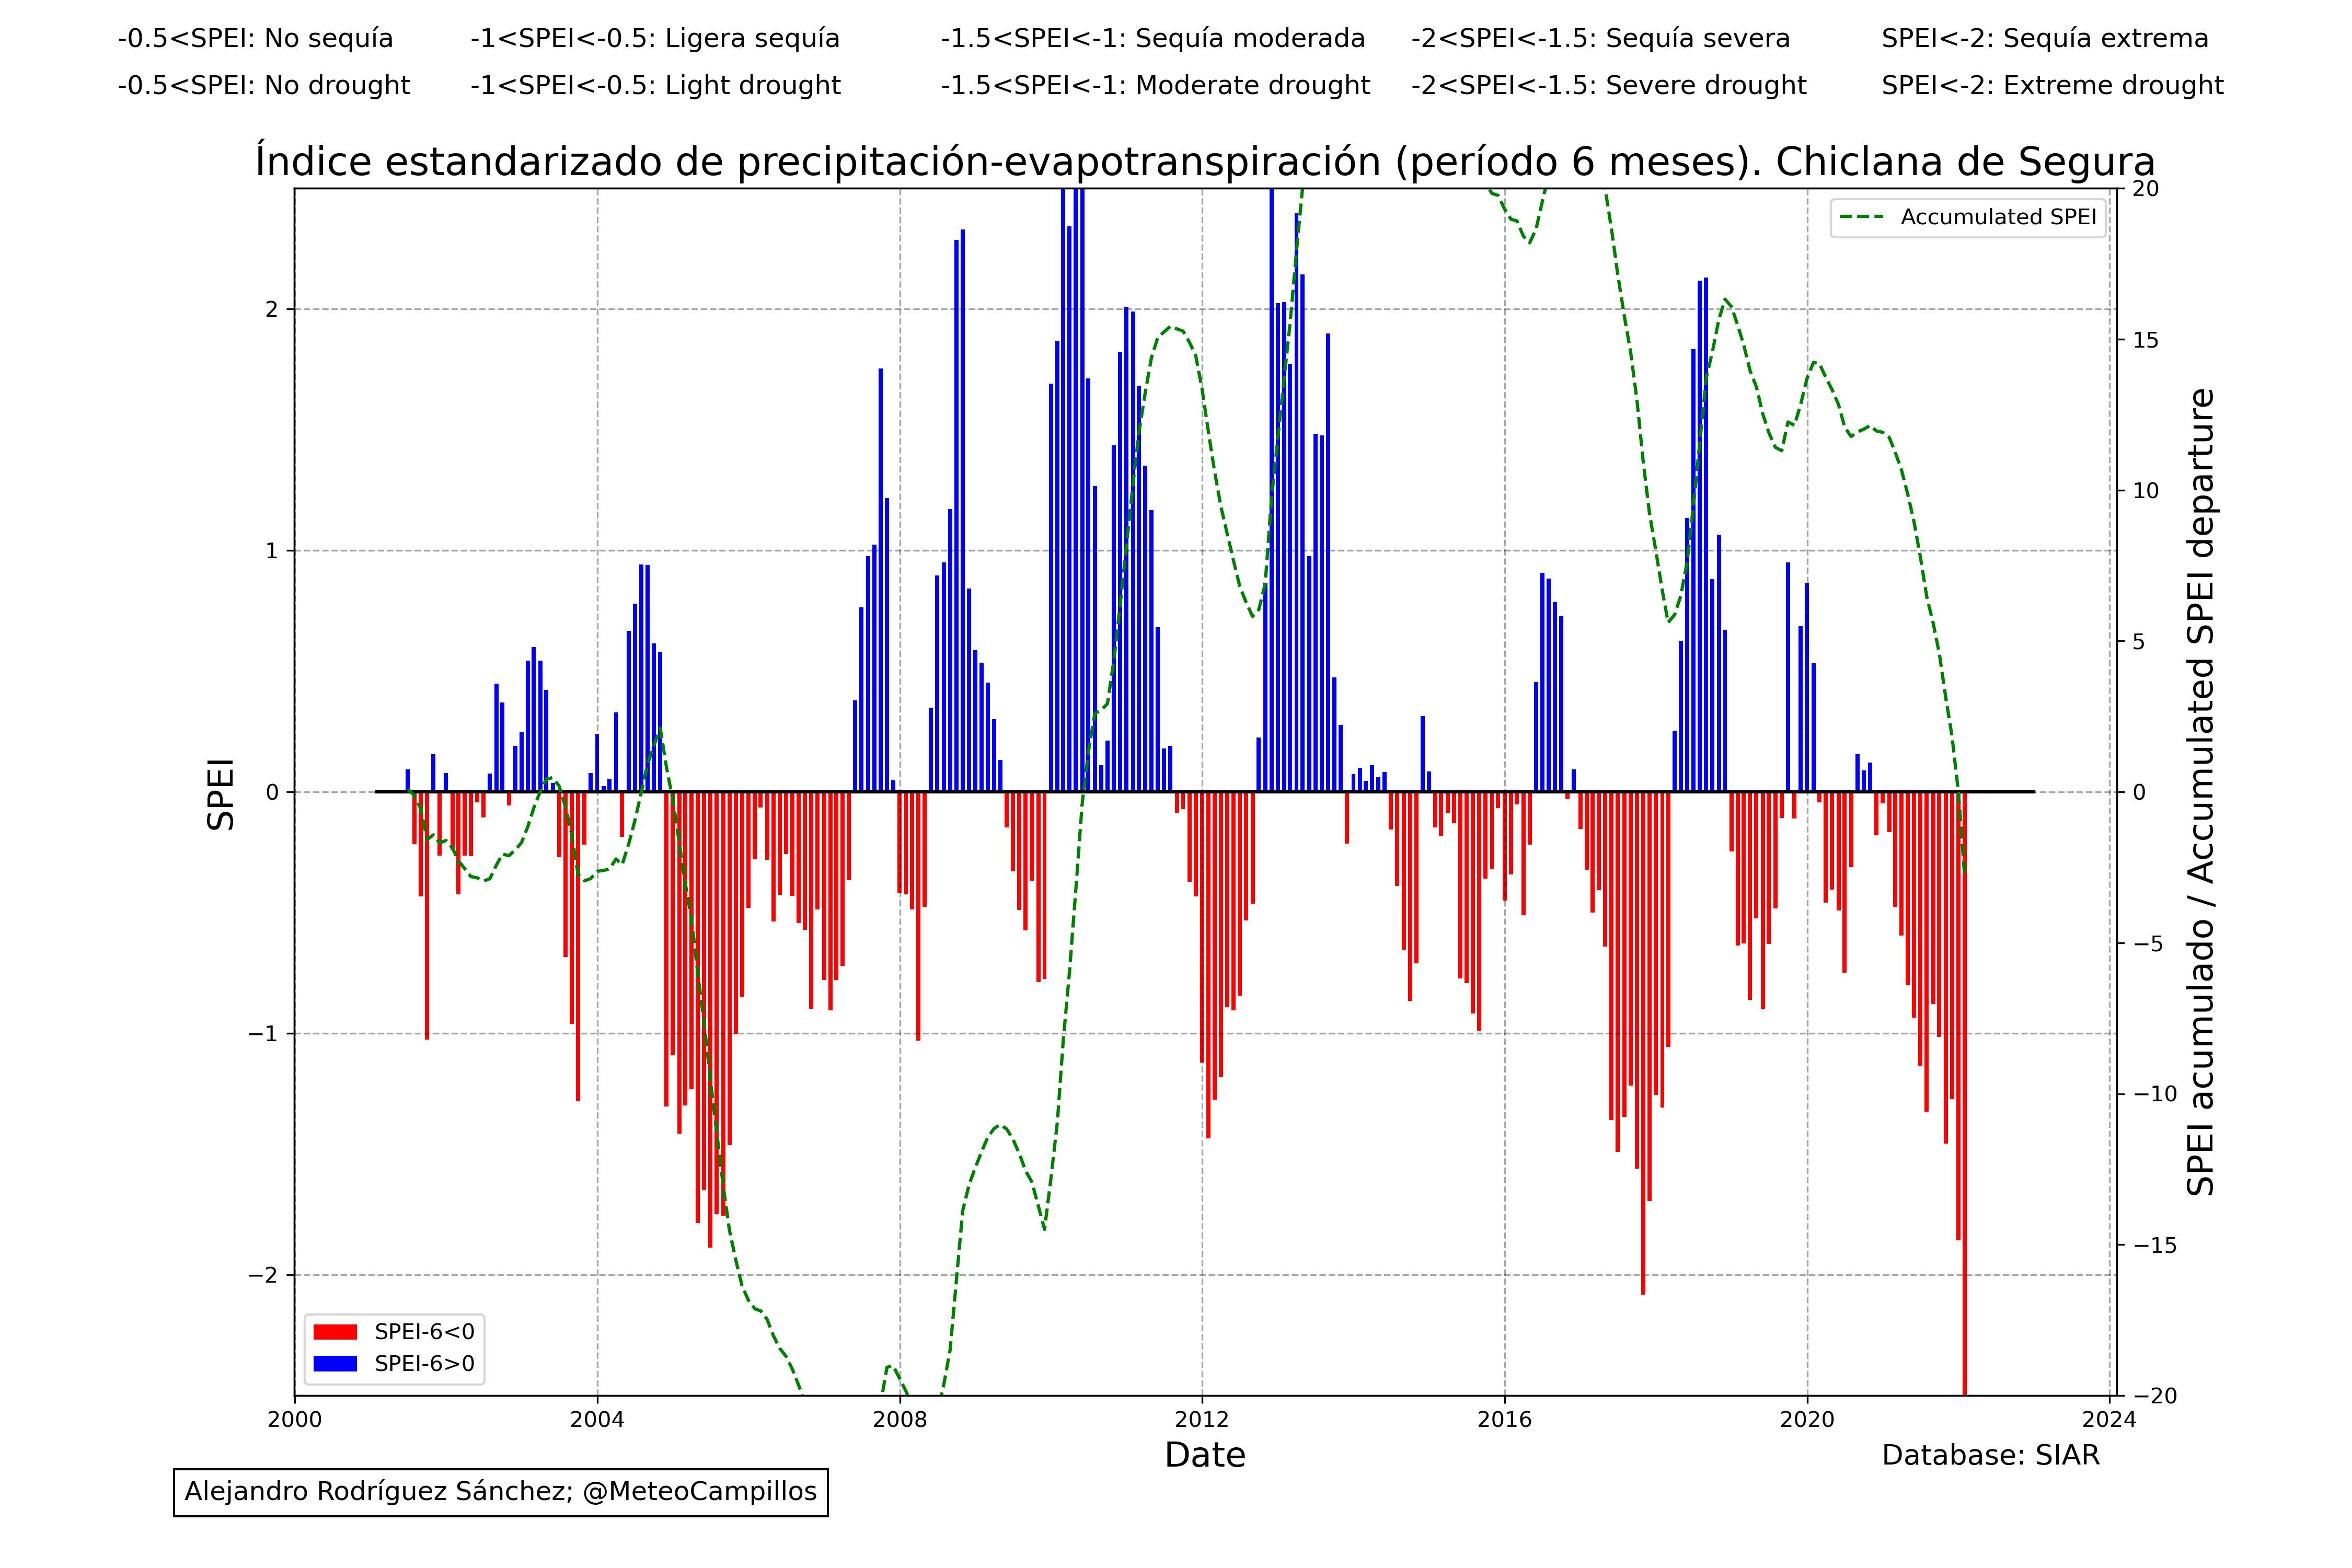 -0.5<SPEI: No sequía -1<SPEI<-0.5: Ligera sequía -1.5<SPEI<-1: Sequía moderada -2<SPEI<-1.5: Sequía severa SPEI<-2: Sequía extrema
-0.5<SPEI: No drought -1<SPEI<-0.5: Light drought -1.5<SPEI<-1: Moderate drought -2<SPEI<-1.5: Severe drought SPEI<-2: Extreme drought
Índice estandarizado de precipitación-evapotranspiración (período 6 meses). Chiclana de Segura
Accumulated SPEI
SPEI
2
1
0
−1
−2
20
15
10
5
0
−5
−10
−15
−20
SPEI acumulado / Accumulated SPEI departure
SPEI-6<0
SPEI-6>0
2000 2004 2008 2012 2016 2020 2024
Date
Database: SIAR
Alejandro Rodríguez Sánchez; @MeteoCampillos